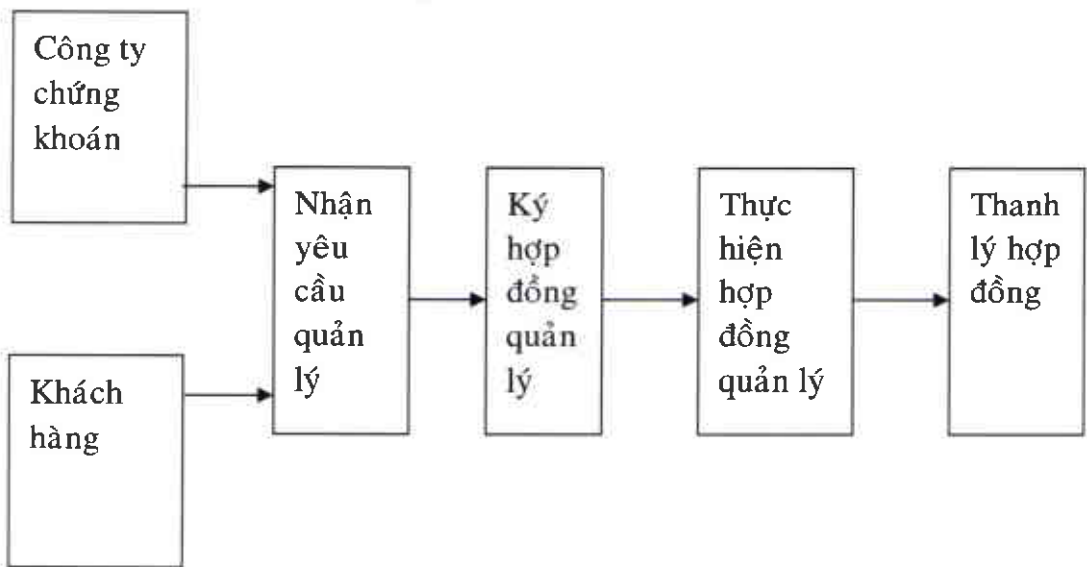 Công ty
chứng
khoán
Khách
hàng
Nhận
yêu
cầu
quản
lý
Ký
hợp
đồng
quản
lý
Thực
hiện
hợp
đồng
quản lý
Thanh
lý hợp
đồng